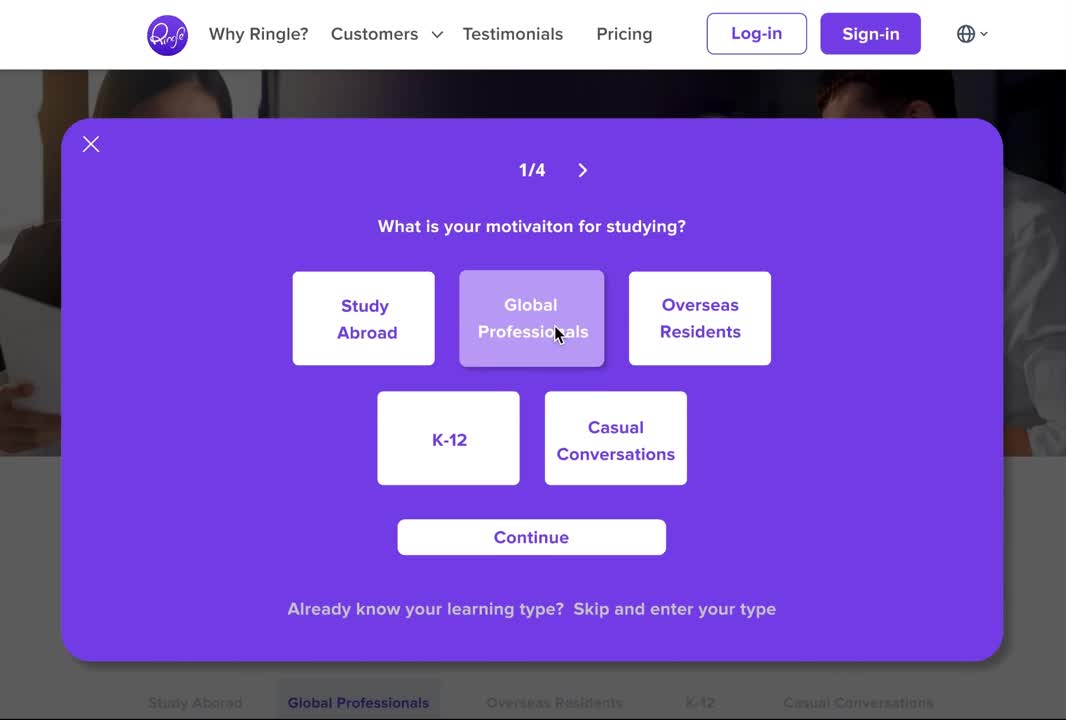 Ringle
Why Ringle? Customers Testimonials Pricing Log-in Sign-in
1/4
What is your motivaiton for studying?
Study
Abroad
Global
Professionals
Overseas
Residents
K-12
Casual
Conversations
Continue
Already know your learning type? Skip and enter your type
Study Aborad Global Professionals Overseas Residents K-12 Casual Conversations